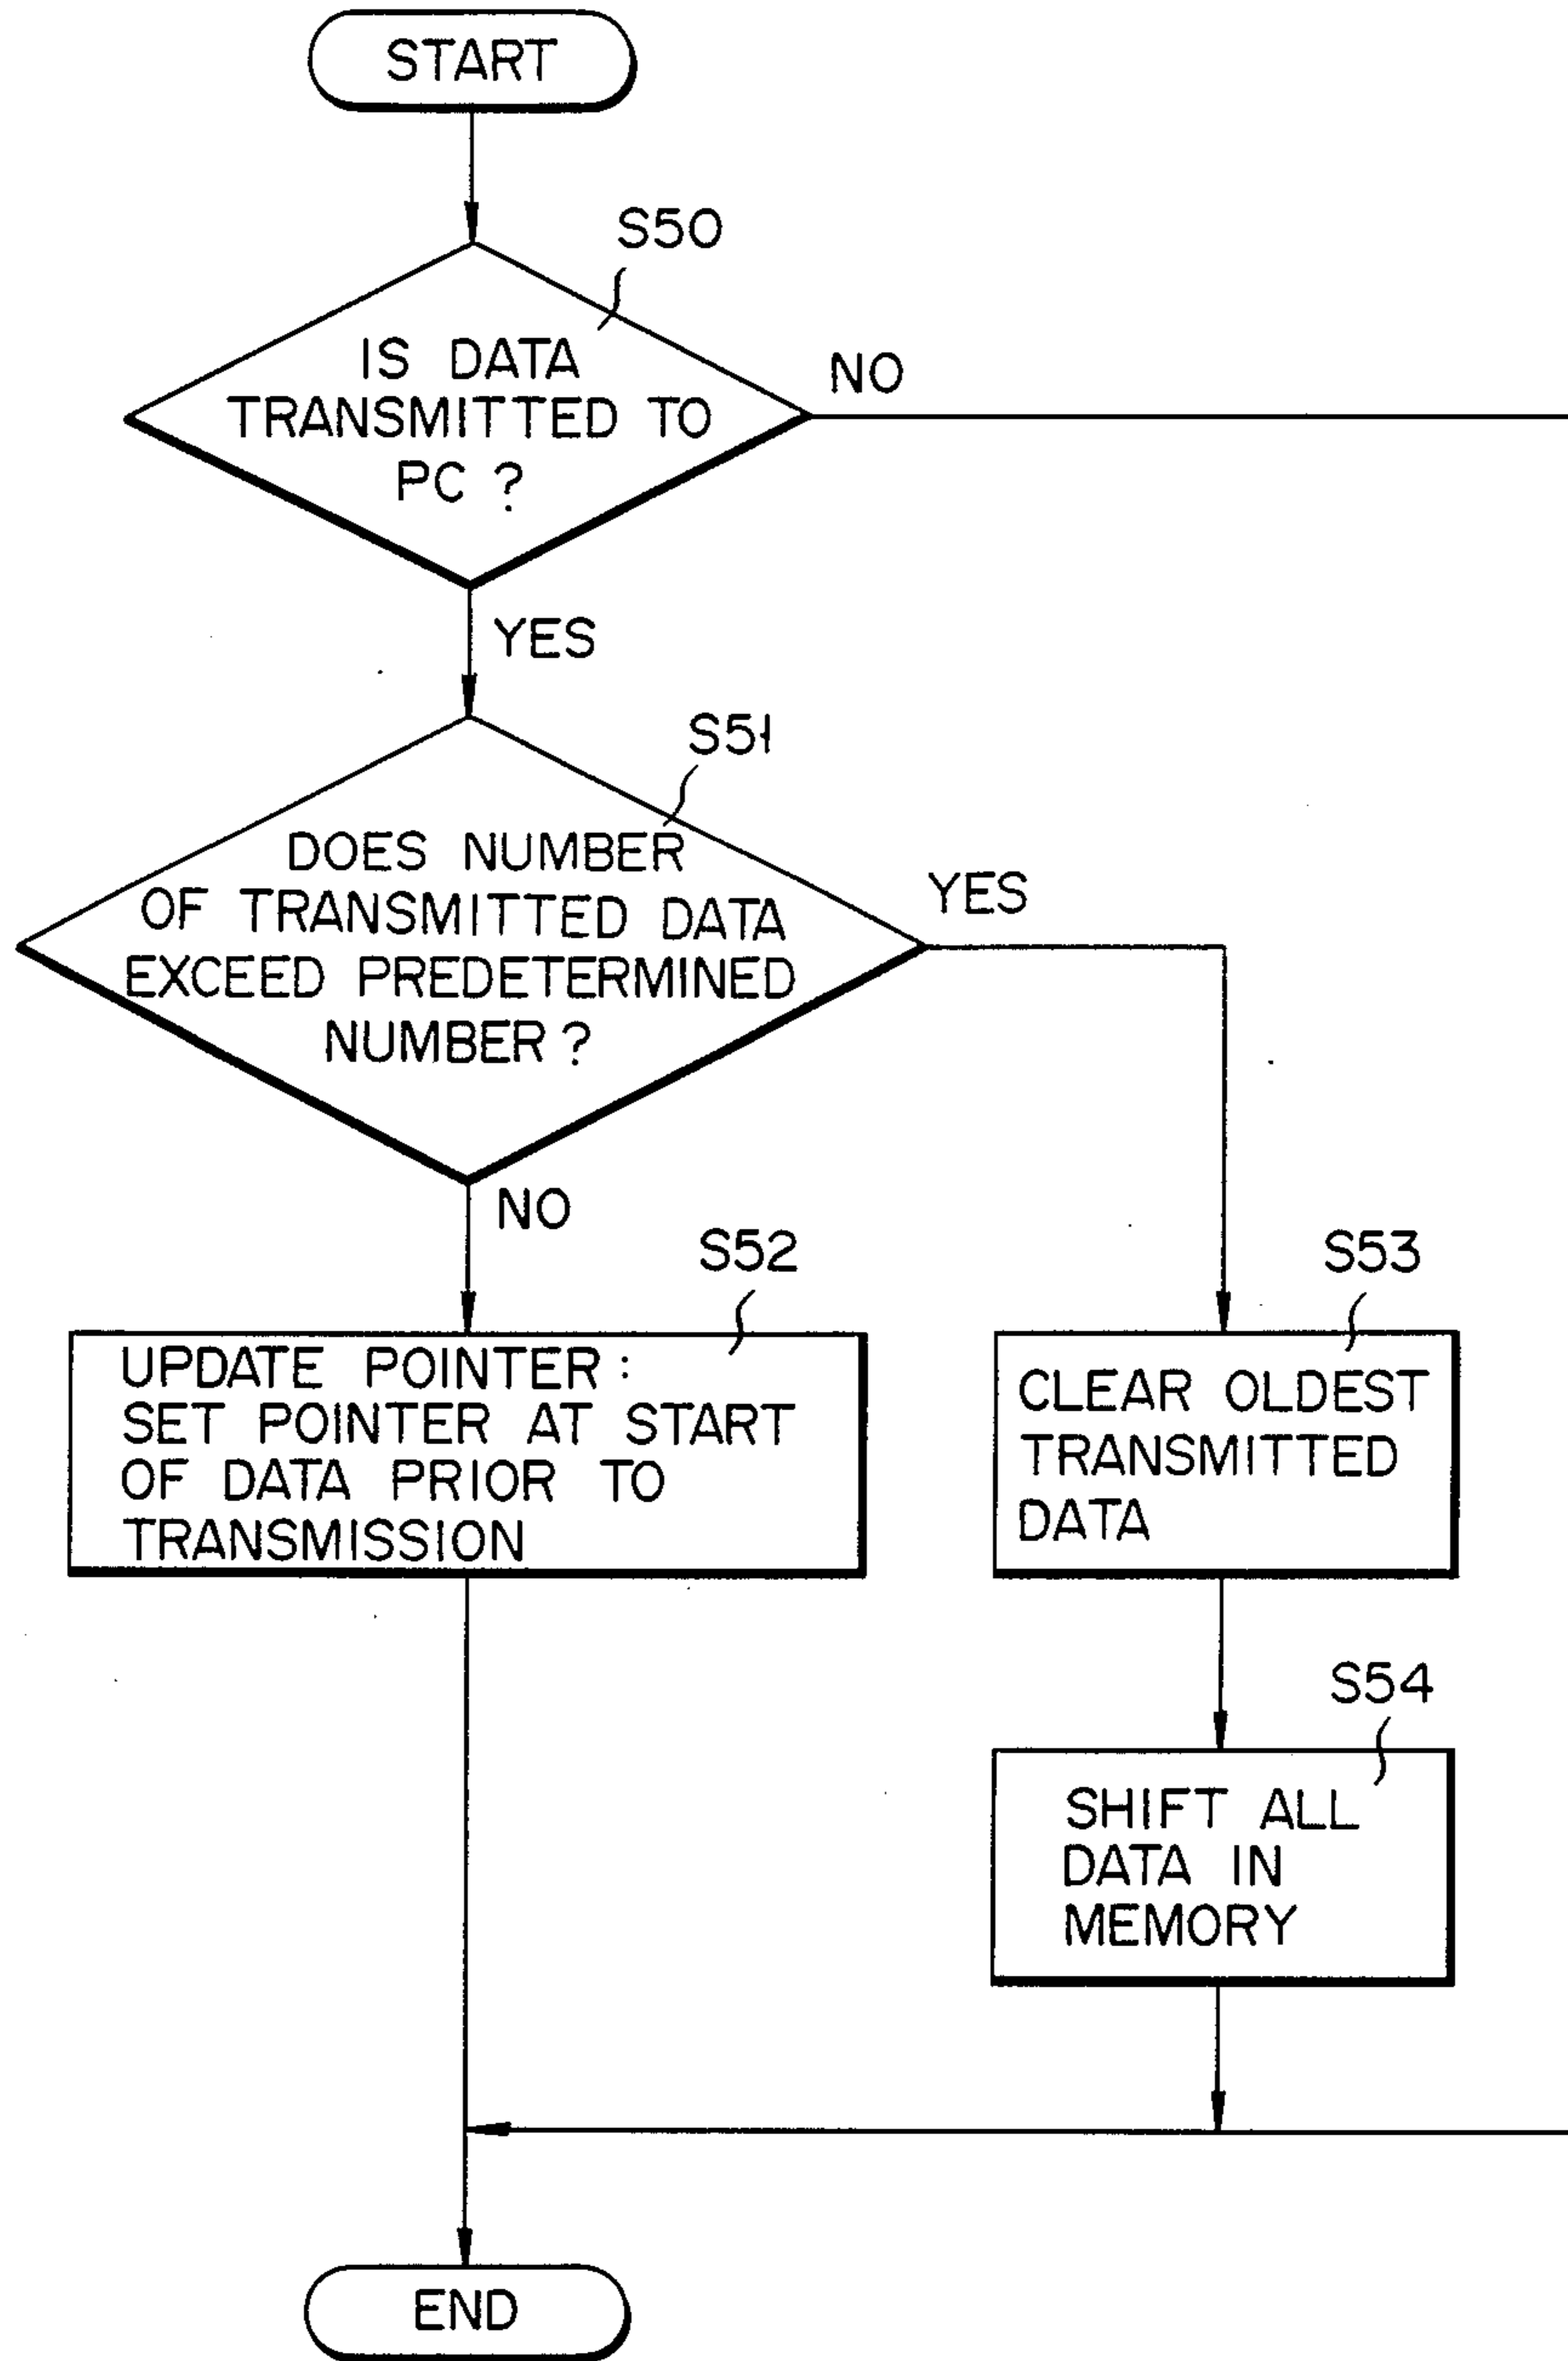 START
S50
IS DATA
TRANSMITTED TO
PC ?
NO
YES
S51
DOES NUMBER
OF TRANSMITTED DATA
EXCEED PREDETERMINED
NUMBER ?
YES
NO
S52
UPDATE POINTER :
SET POINTER AT START
OF DATA PRIOR TO
TRANSMISSION
S53
CLEAR OLDEST
TRANSMITTED
DATA
S54
SHIFT ALL
DATA IN
MEMORY
END